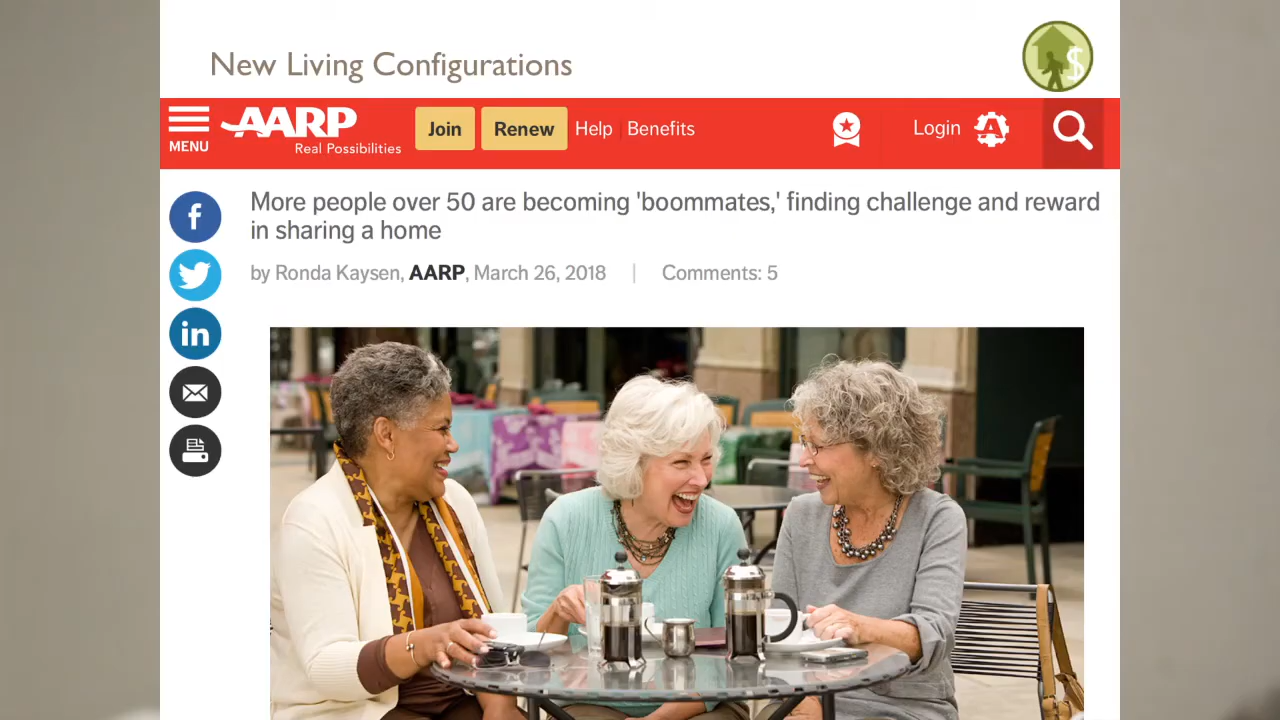 New Living Configurations
$
MENU
AARP
Real Possibilities
Join
Renew
Help
Benefits
Login
A
f
in
More people over 50 are becoming 'boommates,' finding challenge and reward
in sharing a home
by Ronda Kaysen, AARP, March 26, 2018 | Comments: 5